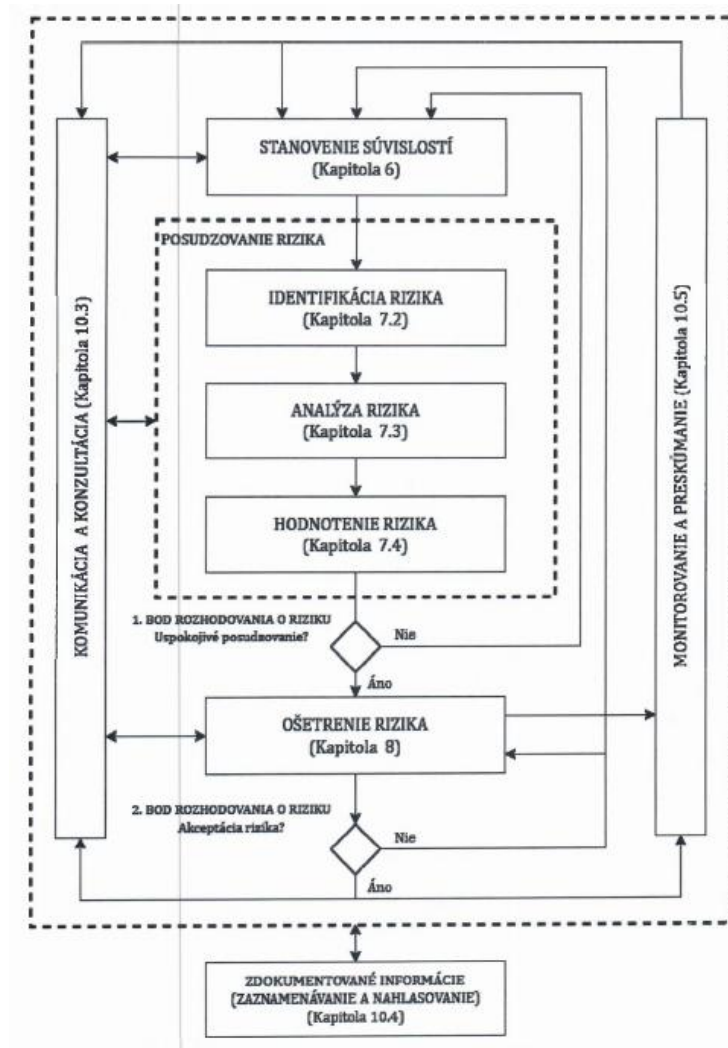 STANOVENIE SÚVISLOSTÍ
(Kapitola 6)
POSUDZOVANIE RIZIKA
IDENTIFIKÁCIA RIZIKA
(Kapitola 7.2)
ANALÝZA RIZIKA
(Kapitola 7.3)
HODNOTENIE RIZIKA
(Kapitola 7.4)
KOMUNIKÁCIA A KONZULTÁCIA (Kapitola 10.3)
MONITOROVANIE A PRESKÚMANIE (Kapitola 10.5)
1. BOD ROZHODOVANIA O RIZIKU
Uspokojivé posudzovanie?
Nie
Áno
OŠETRENIE RIZIKA
(Kapitola 8)
2. BOD ROZHODOVANIA O RIZIKU
Akceptácia rizika?
Nie
Áno
ZDOKUMENTOVANÉ INFORMÁCIE
(ZAZNAMENÁVANIE A NAHLASOVANIE)
(Kapitola 10.4)